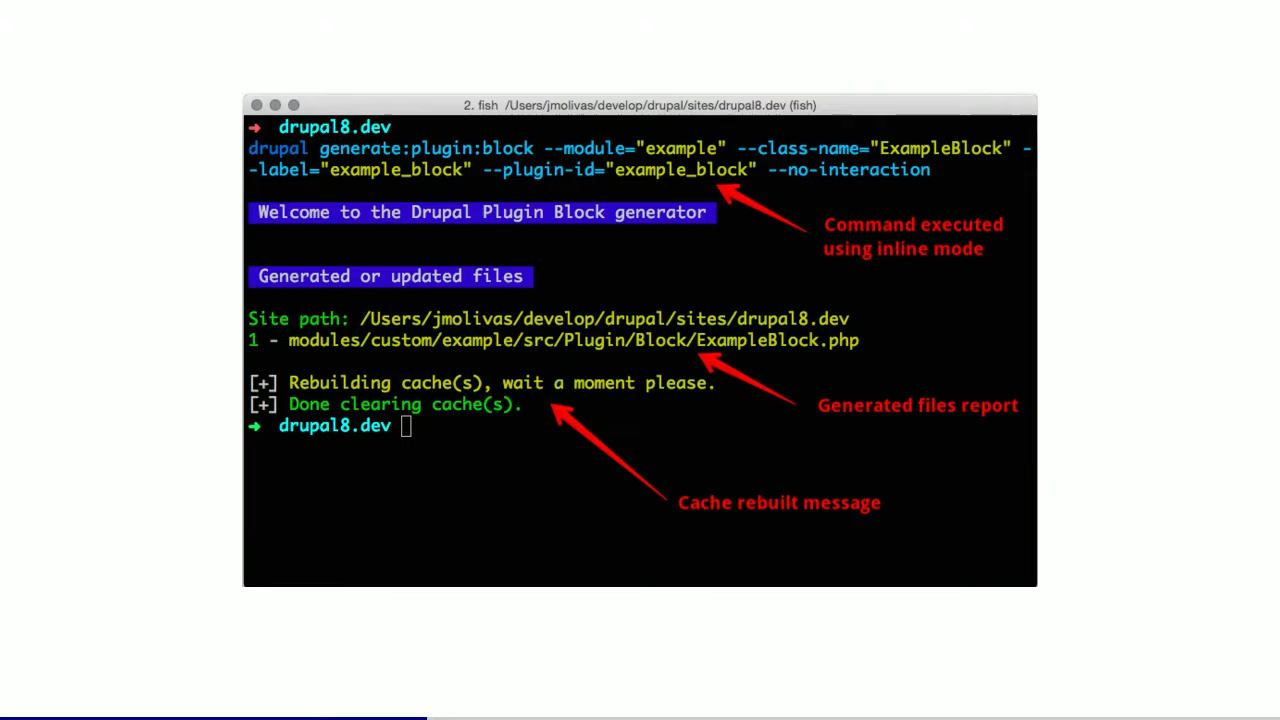 2. fish /Users/jmolivas/develop/drupal/sites/drupal8.dev (fish)
➜ drupal8.dev
drupal generate:plugin:block --module="example" --class-name="ExampleBlock" -
-label="example_block" --plugin-id="example_block" --no-interaction
Welcome to the Drupal Plugin Block generator
Command executed
using inline mode
Generated or updated files
Site path: /Users/jmolivas/develop/drupal/sites/drupal8.dev
1 - modules/custom/example/src/Plugin/Block/ExampleBlock.php
[+] Rebuilding cache(s), wait a moment please.
[+] Done clearing cache(s).
Generated files report
➜ drupal8.dev
Cache rebuilt message